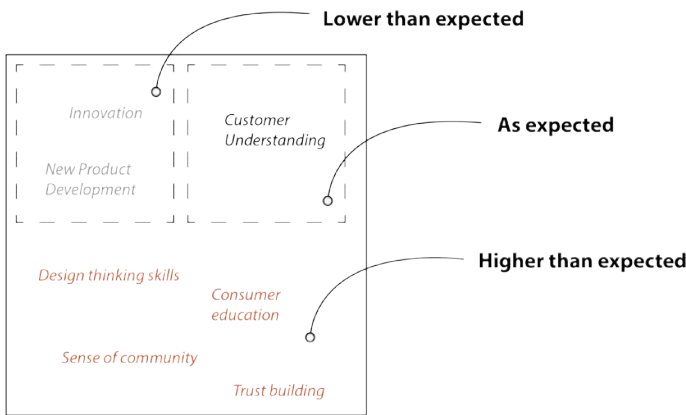 Lower than expected
Innovation
Customer
Understanding
As expected
New Product
Development
Higher than expected
Design thinking skills
Consumer
education
Sense of community
Trust building